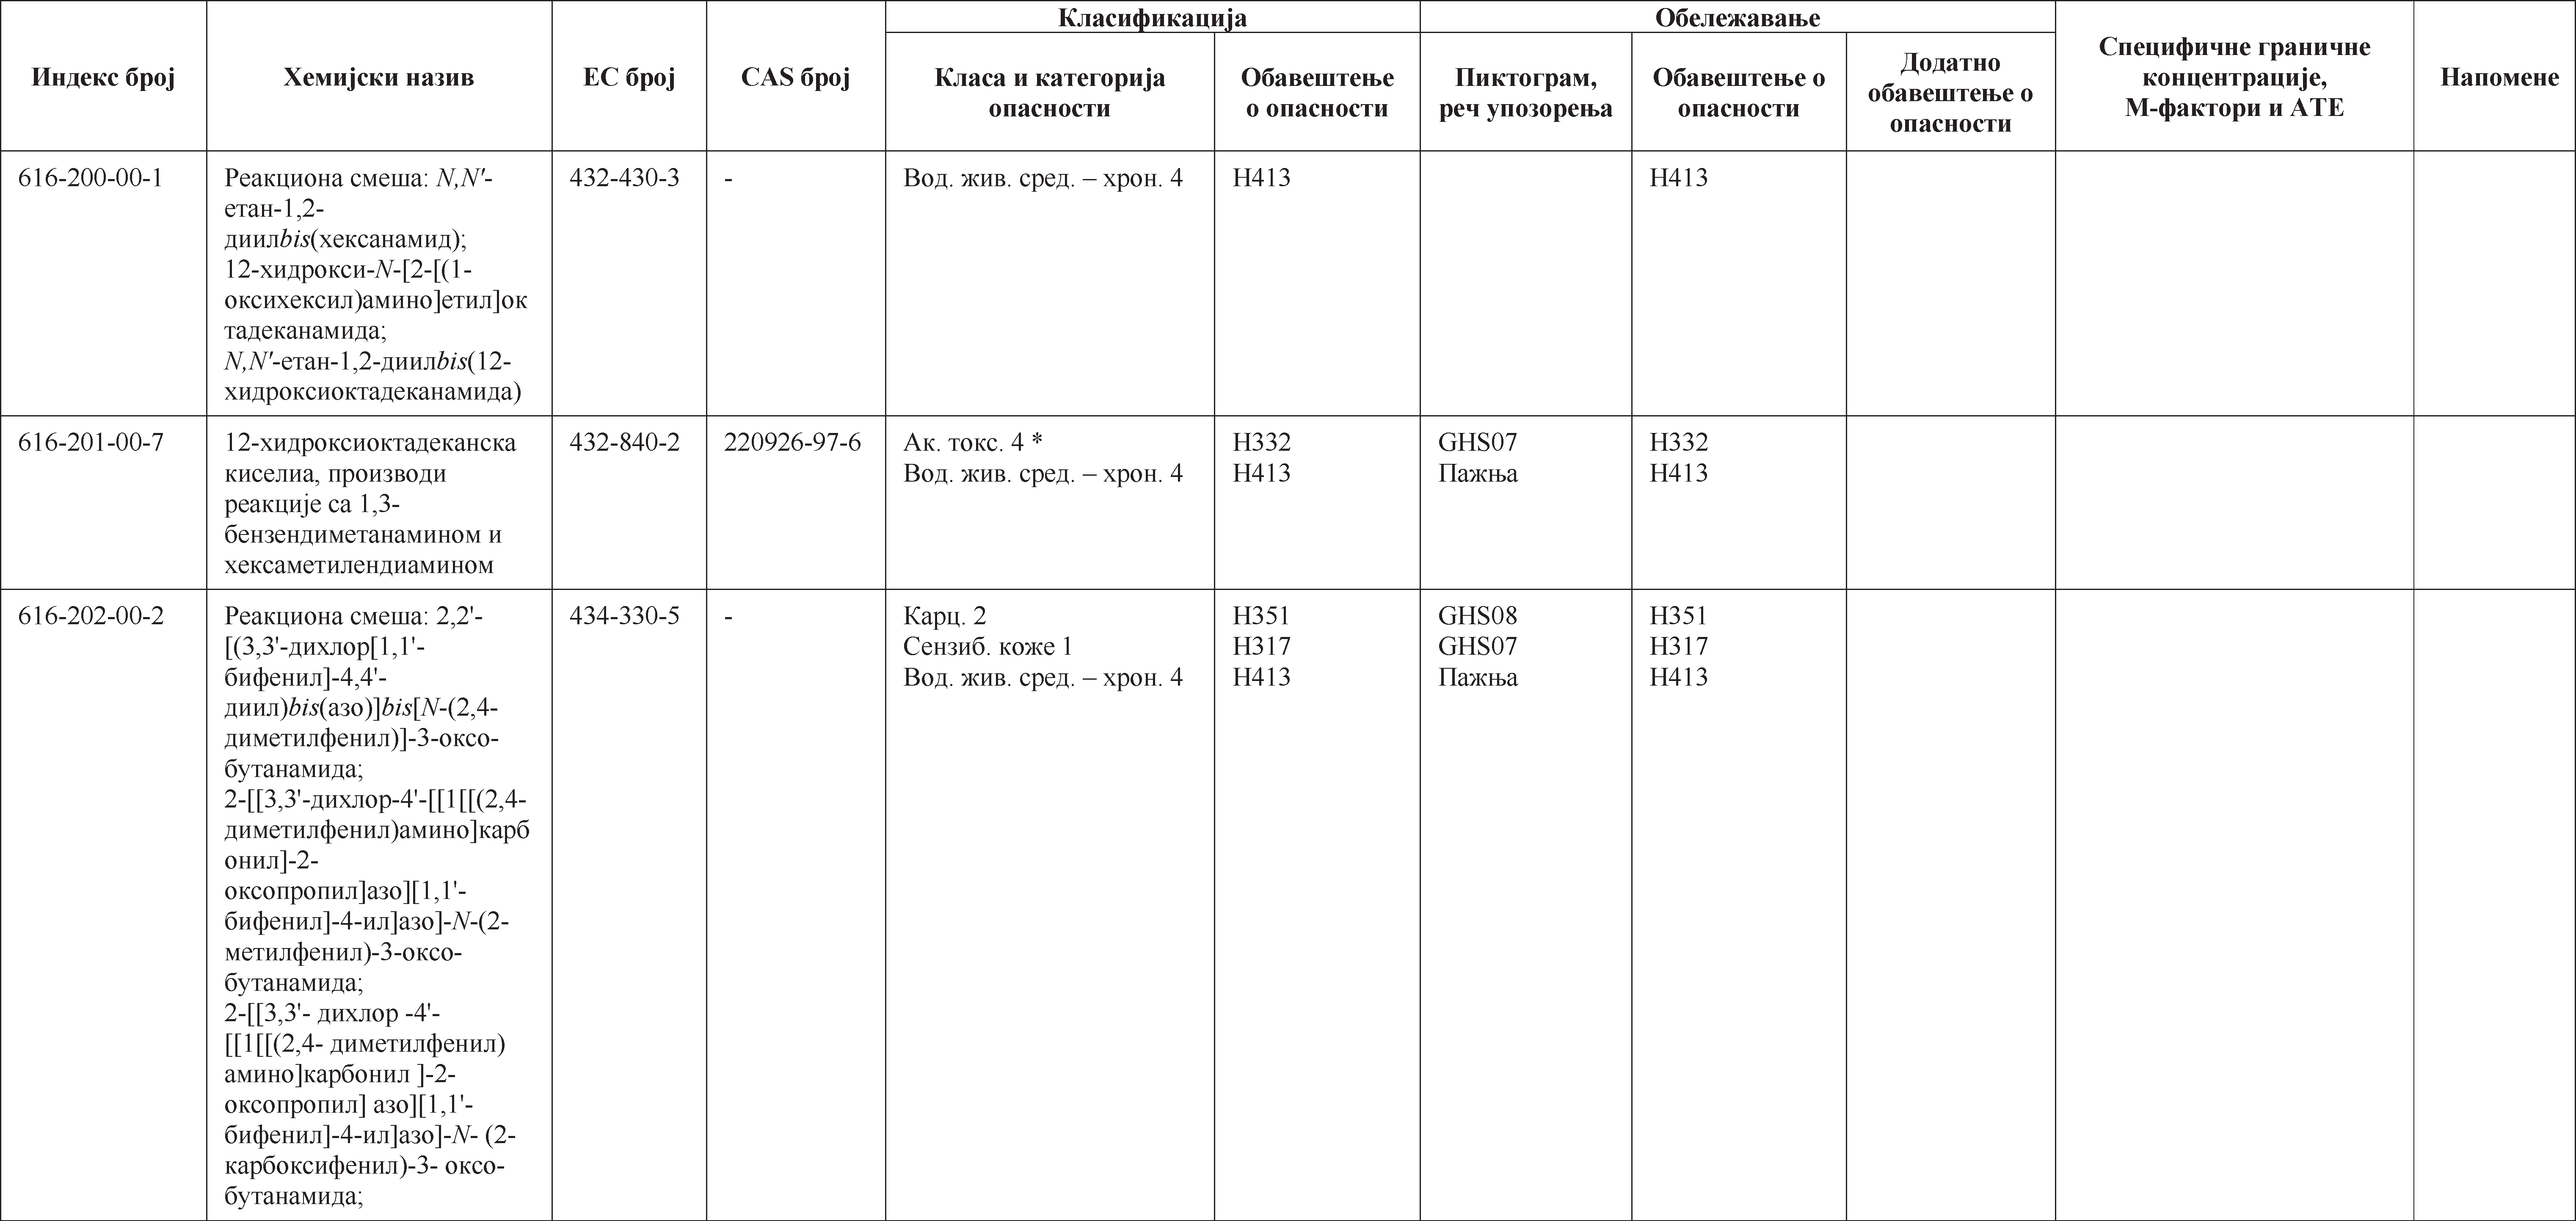 Класификација
Обележавање
Индекс број
Хемијски назив
ЕС број
CAS број
Класа и категорија
опасности
Обавештење
о опасности
Пиктограм,
реч упозорења
Обавештење о
опасности
Додатно
обавештење о
опасности
Специфичне граничне
концентрације,
М-фактори и АТЕ
Напомене
616-200-00-1
Реакциона смеша: N,N'-
етан-1,2-
диилbis(хексанамид);
12-хидрокси-N-[2-[(1-
оксихексил)амино]етил]ок
тадеканамида;
N,N'-етан-1,2-диилbis(12-
хидроксиоктадеканамида)
432-430-3
-
Вод. жив. сред. – хрон. 4
H413
H413
616-201-00-7
12-хидроксиоктадеканска
киселиа, производи
реакције са 1,3-
бензендиметанамином и
хексаметилендиамином
432-840-2
220926-97-6
Ак. токс. 4 *
Вод. жив. сред. – хрон. 4
H332
H413
GHS07
Пажња
H332
H413
616-202-00-2
Реакциона смеша: 2,2'-
[(3,3'-дихлор[1,1'-
бифенил]-4,4'-
диил)bis(азо)]bis[N-(2,4-
диметилфенил)]-3-оксо-
бутанамида;
2-[[3,3'-дихлор-4'-[[1[[(2,4-
диметилфенил)амино]карб
онил]-2-
оксопропил]азо][1,1'-
бифенил]-4-ил]азо]-N-(2-
метилфенил)-3-оксо-
бутанамида;
2-[[3,3'- дихлор -4'-
[[1[[(2,4- диметилфенил)
амино]карбонил ]-2-
оксопропил] азо][1,1'-
бифенил]-4-ил]азо]-N- (2-
карбоксифенил)-3- оксо-
бутанамида;
434-330-5
-
Карц. 2
Сензиб. коже 1
Вод. жив. сред. – хрон. 4
H351
H317
H413
GHS08
GHS07
Пажња
H351
H317
H413